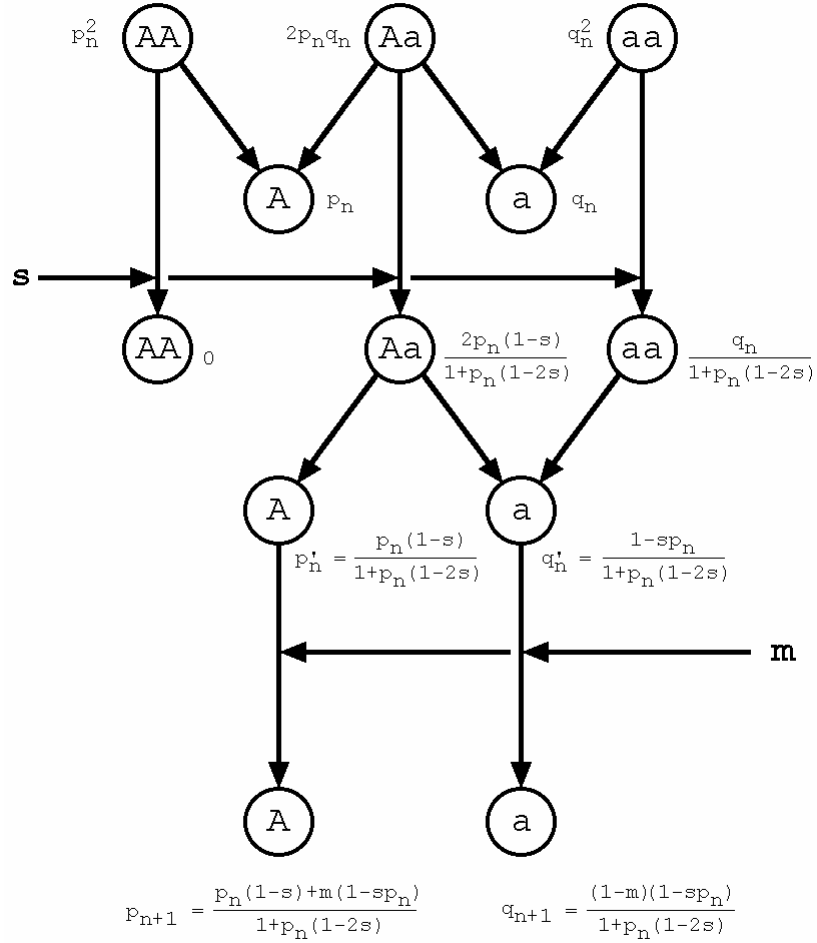 p_n^2 AA 2p_nq_n Aa q_n^2 aa
A p_n a q_n
s
AA 0 Aa 2p_n(1-s)/1+p_n(1-2s) aa q_n/1+p_n(1-2s)
A a
p'_n = p_n(1-s)/1+p_n(1-2s) q'_n = 1-sp_n/1+p_n(1-2s)
m
A a
p_{n+1} = p_n(1-s)+m(1-sp_n)/1+p_n(1-2s) q_{n+1} = (1-m)(1-sp_n)/1+p_n(1-2s)